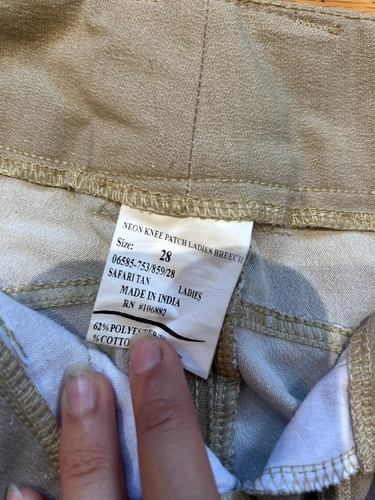 NEON KNEE PATCH LADIES BREECH
Size: 28
06585-753/859/28
SAFARI TAN LADIES
MADE IN INDIA
RN #106882
62%
%COTTO